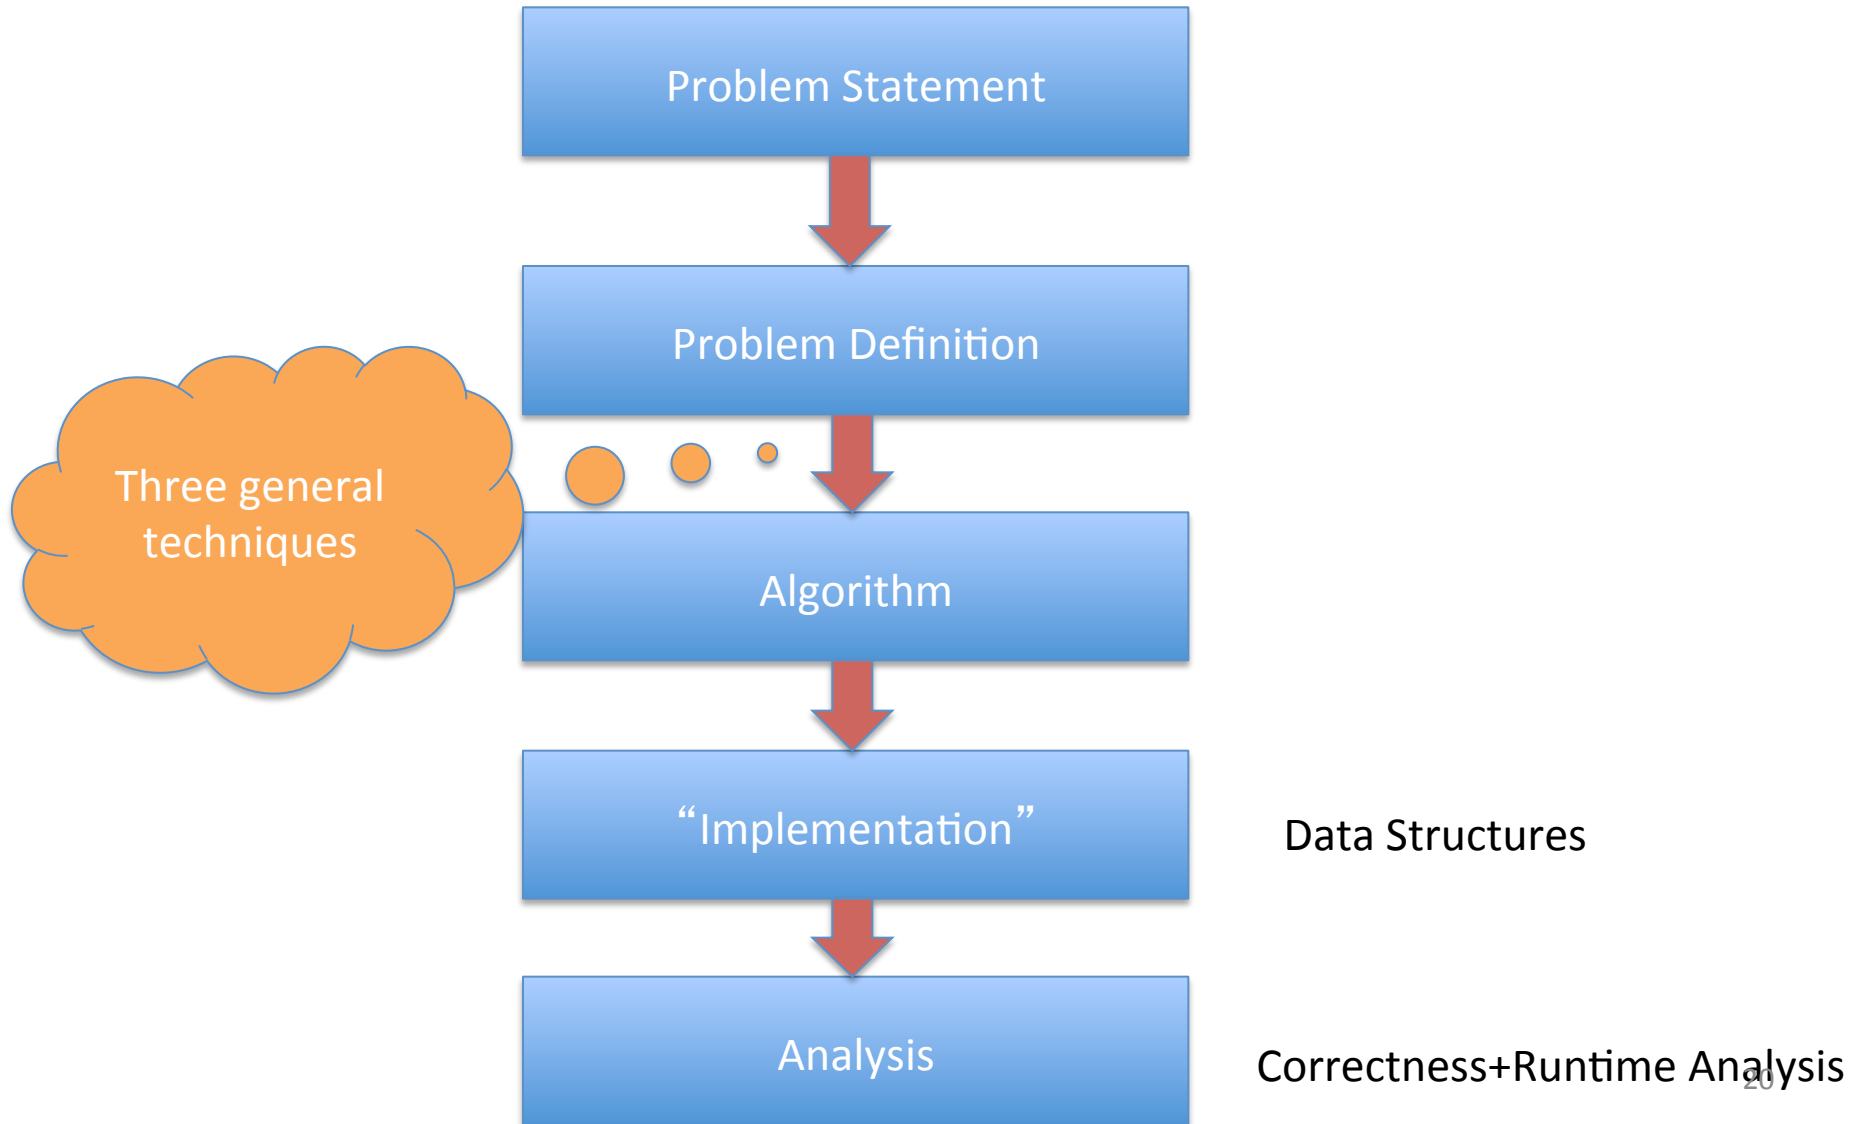 Problem Statement
Problem Definition
Three general
techniques
Algorithm
“Implementation”
Data Structures
Analysis
Correctness+Runtime Analysis
20